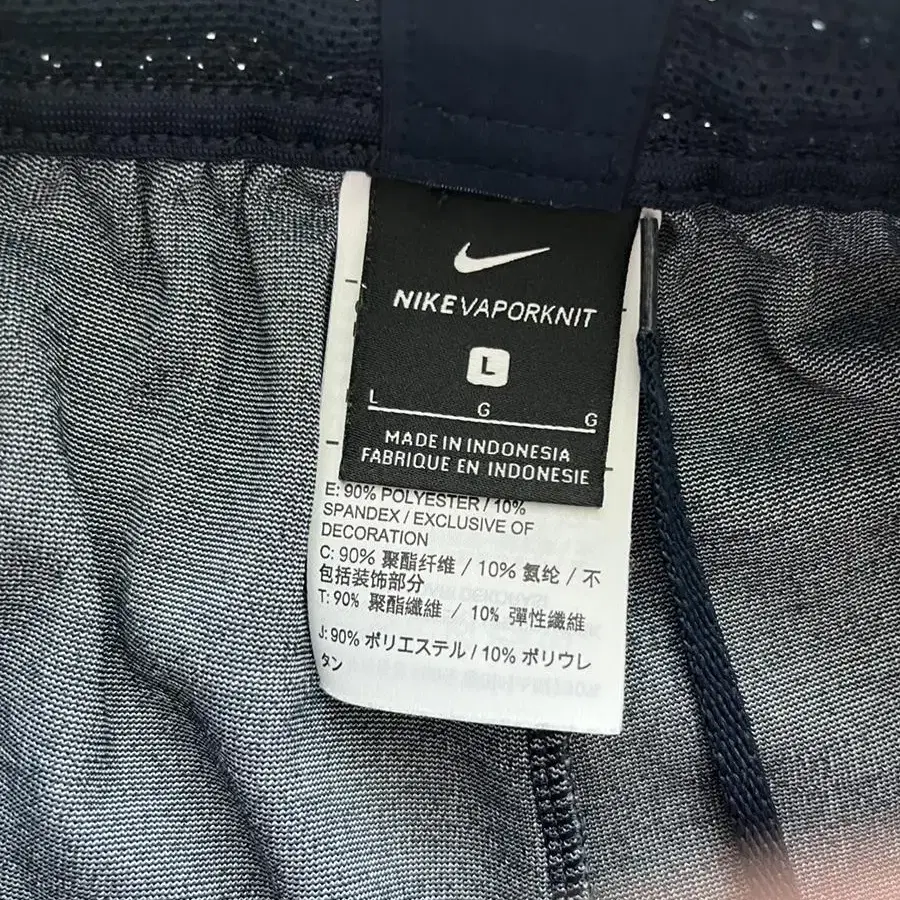 NIKE VAPORKNIT
L
L G G
MADE IN INDONESIA
FABRIQUE EN INDONESIE
E: 90% POLYESTER / 10%
SPANDEX / EXCLUSIVE OF
DECORATION
C: 90% 聚酯纤维 / 10% 氨纶 / 不
包括装饰部分
T: 90% 聚酯纖維 / 10% 彈性纖維
J: 90% ポリエステル / 10% ポリウレ
タン